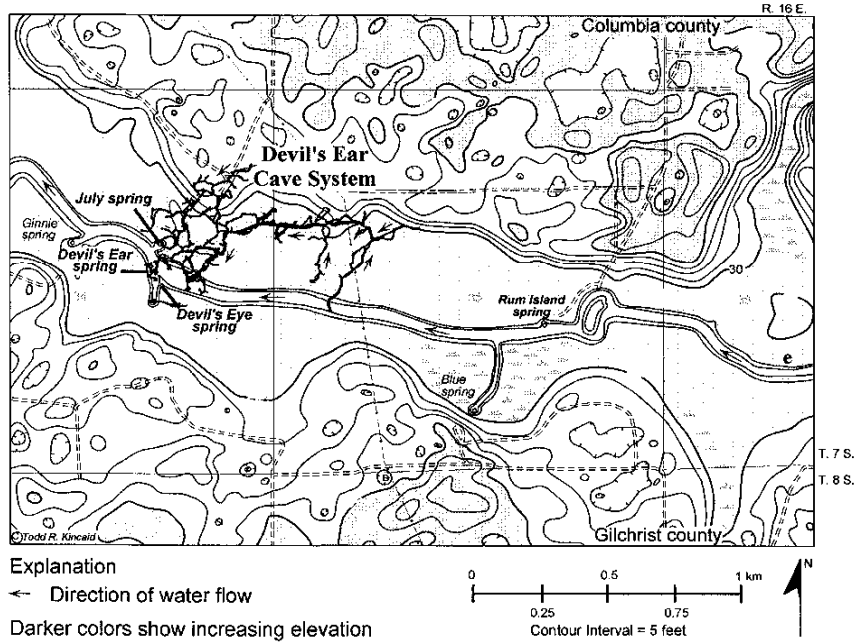 R. 16 E.
Columbia county
Devil's Ear
Cave System
July spring
Ginnie
spring
Devil's Ear
spring
30
Rum Island
spring
Devil's Eye
spring
e
Blue
spring
T. 7 S.
T. 8 S.
©Todd R. Kincaid
Gilchrist county
Explanation
← Direction of water flow
Darker colors show increasing elevation
0 0.5 1 km
0.25 0.75
Contour Interval = 5 feet
N